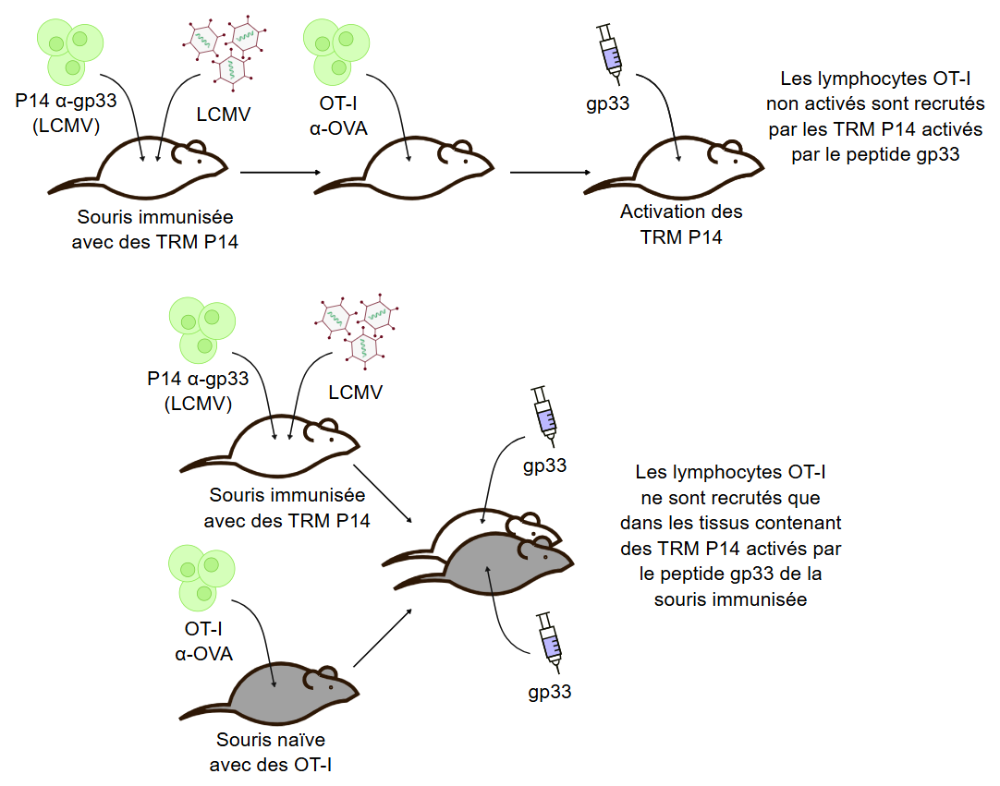 P14 α-gp33
(LCMV)
LCMV
Souris immunisée
avec des TRM P14
OT-I
α-OVA
gp33
Activation des
TRM P14
Les lymphocytes OT-I
non activés sont recrutés
par les TRM P14 activés
par le peptide gp33
P14 α-gp33
(LCMV)
LCMV
Souris immunisée
avec des TRM P14
OT-I
α-OVA
Souris naïve
avec des OT-I
gp33
gp33
Les lymphocytes OT-I
ne sont recrutés que
dans les tissus contenant
des TRM P14 activés par
le peptide gp33 de la
souris immunisée